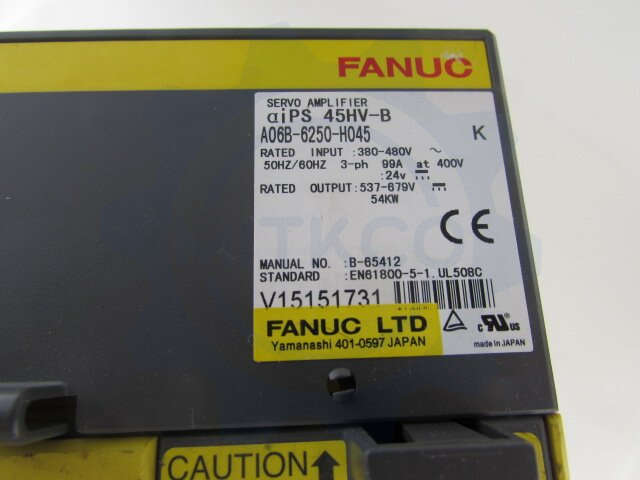 FANUC
SERVO AMPLIFIER
αiPS 45HV-B
A06B-6250-H045 K
RATED INPUT :380-480V ~
50HZ/60HZ 3-ph 99A at 400V
:24v ⎓
RATED OUTPUT:537-679V ⎓
54KW
CE
MANUAL NO. :B-65412
STANDARD :EN61800-5-1.UL508C
V15151731
FANUC LTD
Yamanashi 401-0597 JAPAN
c RU US
made in JAPAN
CAUTION